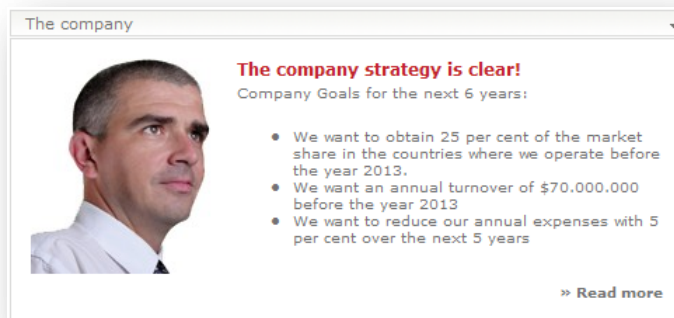 The company
The company strategy is clear!
Company Goals for the next 6 years:
• We want to obtain 25 per cent of the market
share in the countries where we operate before
the year 2013.
• We want an annual turnover of $70.000.000
before the year 2013
• We want to reduce our annual expenses with 5
per cent over the next 5 years
» Read more